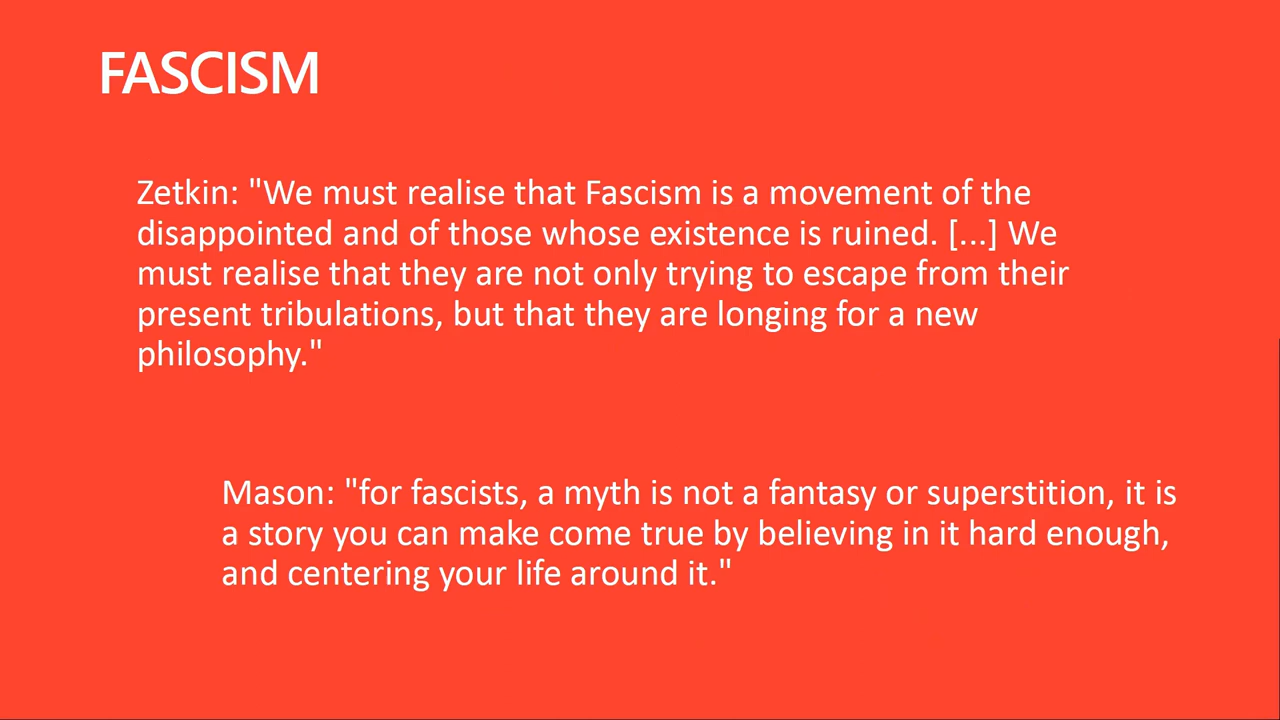 FASCISM
Zetkin: "We must realise that Fascism is a movement of the
disappointed and of those whose existence is ruined. [...] We
must realise that they are not only trying to escape from their
present tribulations, but that they are longing for a new
philosophy."
Mason: "for fascists, a myth is not a fantasy or superstition, it is
a story you can make come true by believing in it hard enough,
and centering your life around it."